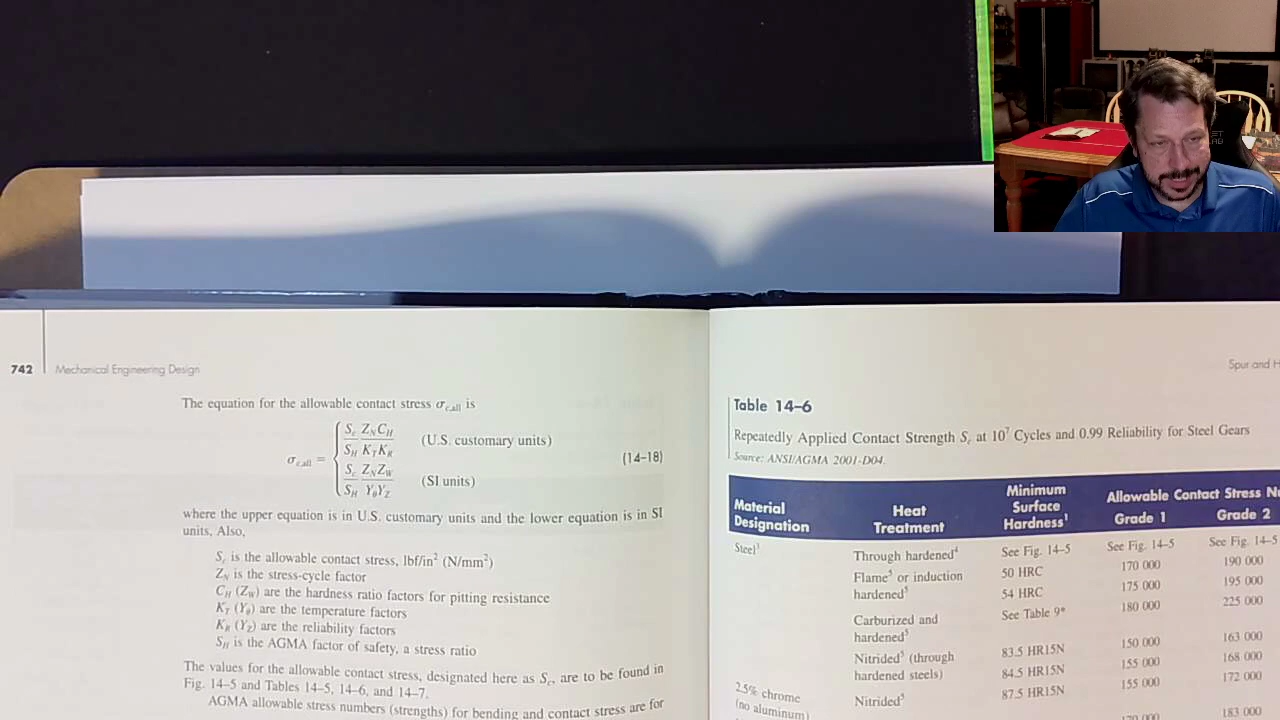 742 Mechanical Engineering Design
The equation for the allowable contact stress σc,all is
σc,all = { Sc ZN CH / SH KT KR (U.S. customary units)
Sc ZN ZW / SH Yθ YZ (SI units) (14–18)
where the upper equation is in U.S. customary units and the lower equation is in SI
units, Also,
Sc is the allowable contact stress, lbf/in² (N/mm²)
ZN is the stress-cycle factor
CH (ZW) are the hardness ratio factors for pitting resistance
KT (Yθ) are the temperature factors
KR (YZ) are the reliability factors
SH is the AGMA factor of safety, a stress ratio
The values for the allowable contact stress, designated here as Sc, are to be found in
Fig. 14–5 and Tables 14–5, 14–6, and 14–7.
AGMA allowable stress numbers (strengths) for bending and contact stress are for
Spur and H
Table 14–6
Repeatedly Applied Contact Strength Sc at 10⁷ Cycles and 0.99 Reliability for Steel Gears
Source: ANSI/AGMA 2001-D04.
Material Designation Heat Treatment Minimum Surface Hardness¹ Allowable Contact Stress Nu
Grade 1 Grade 2
Steel³ Through hardened⁴ See Fig. 14–5 See Fig. 14–5 See Fig. 14–5
Flame⁵ or induction 50 HRC 170 000 190 000
hardened⁵ 54 HRC 175 000 195 000
Carburized and See Table 9* 180 000 225 000
hardened⁵
Nitrided⁵ (through 83.5 HR15N 150 000 163 000
hardened steels) 84.5 HR15N 155 000 168 000
2.5% chrome Nitrided⁵ 87.5 HR15N 155 000 172 000
(no aluminum) 183 000